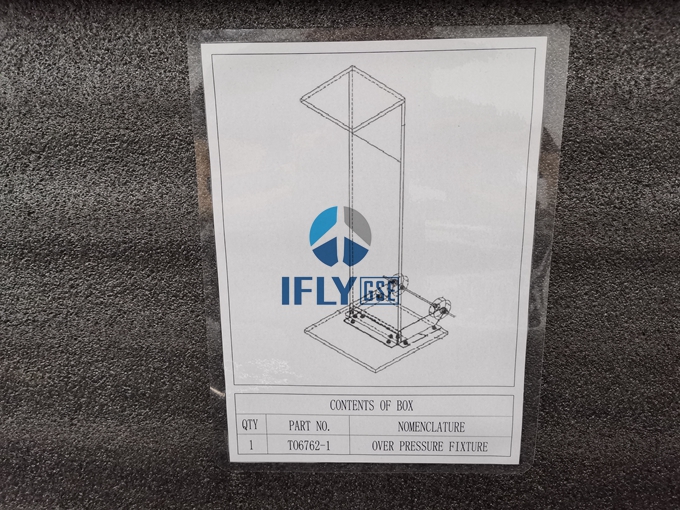 IFLY GSE
CONTENTS OF BOX
QTY PART NO. NOMENCLATURE
1 T06762-1 OVER PRESSURE FIXTURE